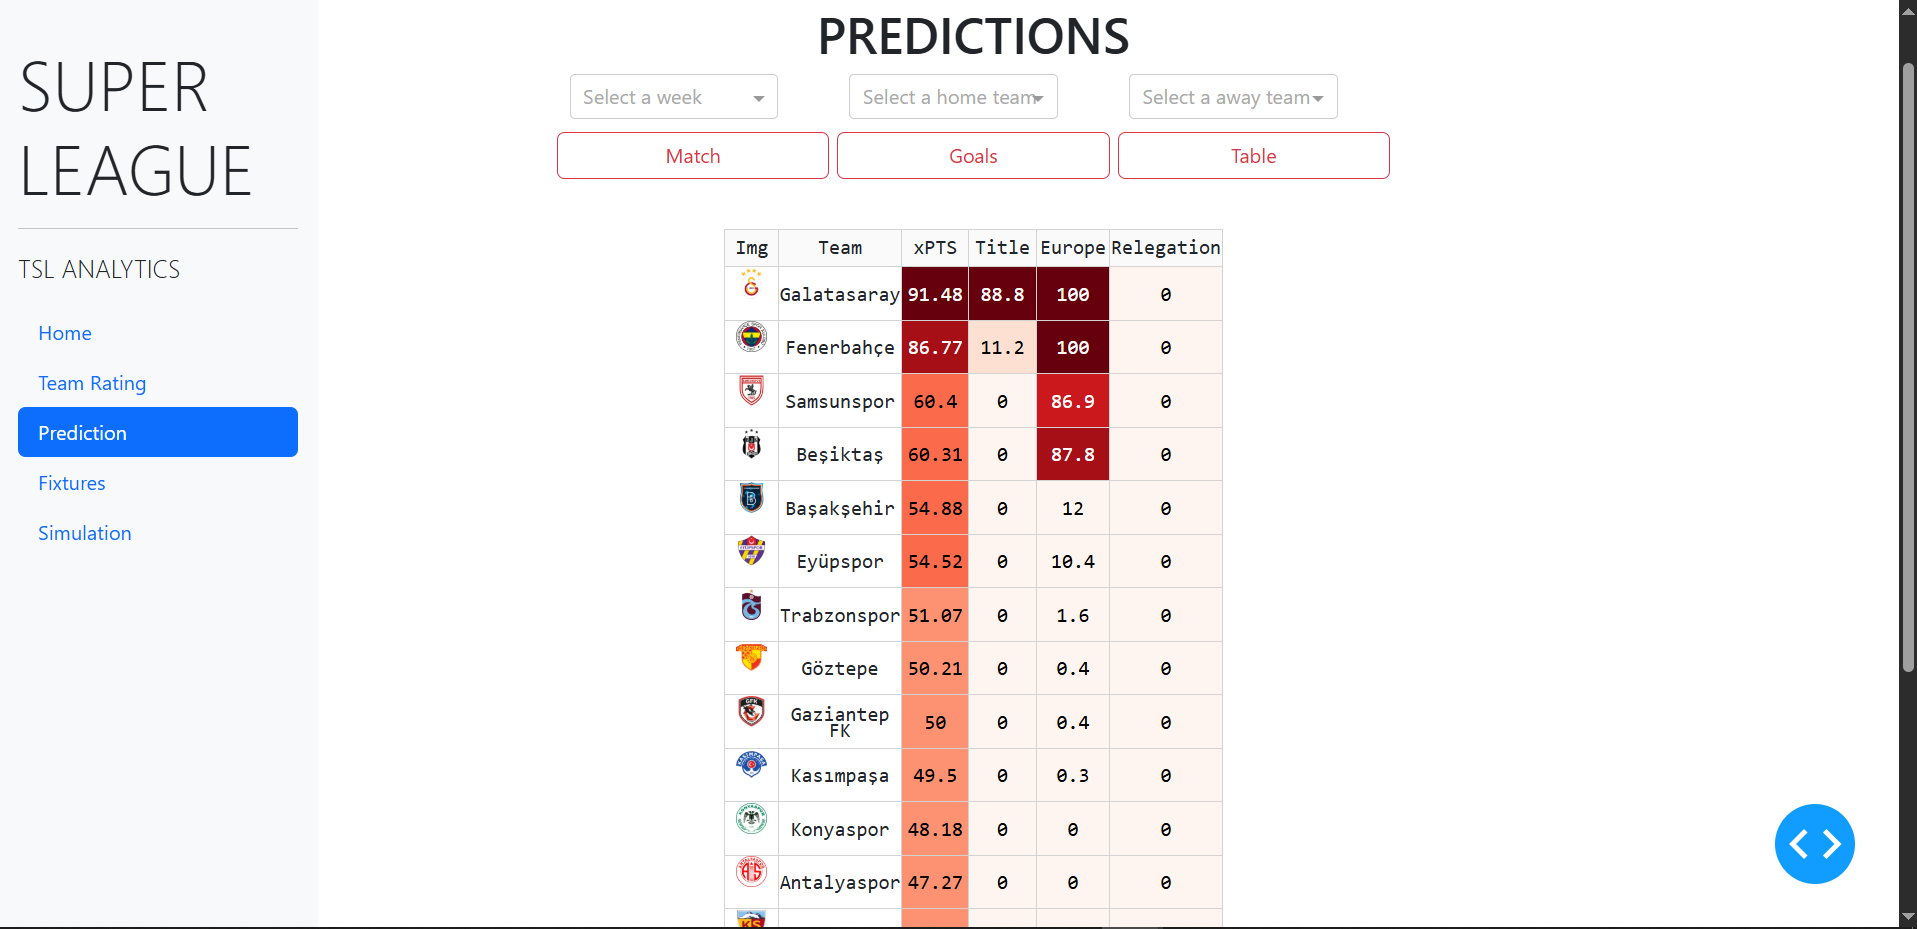 SUPER
LEAGUE
TSL ANALYTICS
Home
Team Rating
Prediction
Fixtures
Simulation
PREDICTIONS
Select a week
Select a home team
Select a away team
Match
Goals
Table
Img Team xPTS Title Europe Relegation
Galatasaray 91.48 88.8 100 0
Fenerbahçe 86.77 11.2 100 0
Samsunspor 60.4 0 86.9 0
Beşiktaş 60.31 0 87.8 0
Başakşehir 54.88 0 12 0
Eyüpspor 54.52 0 10.4 0
Trabzonspor 51.07 0 1.6 0
Göztepe 50.21 0 0.4 0
Gaziantep
FK 50 0 0.4 0
Kasımpaşa 49.5 0 0.3 0
Konyaspor 48.18 0 0 0
Antalyaspor 47.27 0 0 0